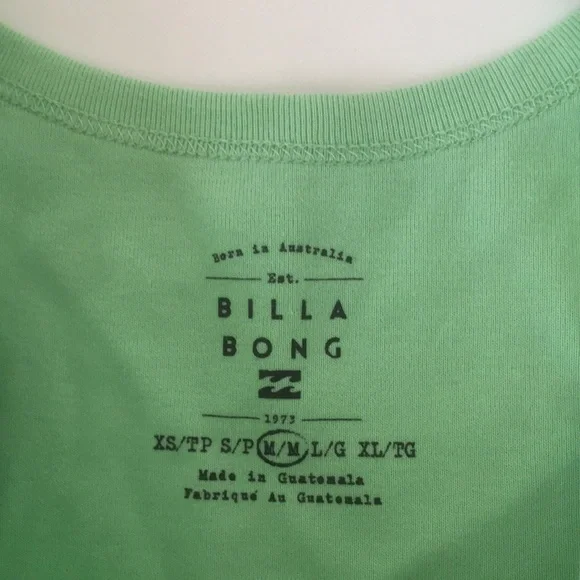 Born in Australia
Est.
BILLA
BONG
1973
XS/TP S/P M/M L/G XL/TG
Made in Guatemala
Fabriqué Au Guatemala